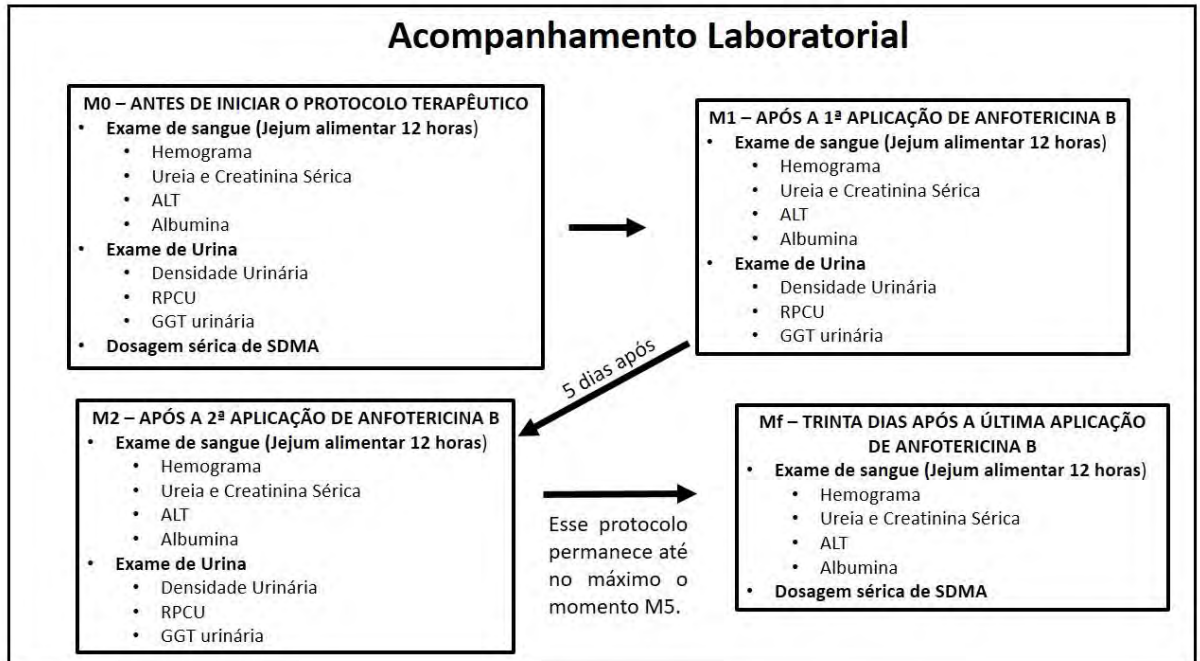 Acompanhamento Laboratorial
M0 – ANTES DE INICIAR O PROTOCOLO TERAPÊUTICO
• Exame de sangue (Jejum alimentar 12 horas)
• Hemograma
• Ureia e Creatinina Sérica
• ALT
• Albumina
• Exame de Urina
• Densidade Urinária
• RPCU
• GGT urinária
• Dosagem sérica de SDMA
M1 – APÓS A 1ª APLICAÇÃO DE ANFOTERICINA B
• Exame de sangue (Jejum alimentar 12 horas)
• Hemograma
• Ureia e Creatinina Sérica
• ALT
• Albumina
• Exame de Urina
• Densidade Urinária
• RPCU
• GGT urinária
5 dias após
M2 – APÓS A 2ª APLICAÇÃO DE ANFOTERICINA B
• Exame de sangue (Jejum alimentar 12 horas)
• Hemograma
• Ureia e Creatinina Sérica
• ALT
• Albumina
• Exame de Urina
• Densidade Urinária
• RPCU
• GGT urinária
Esse protocolo
permanece até
no máximo o
momento M5.
Mf – TRINTA DIAS APÓS A ÚLTIMA APLICAÇÃO
DE ANFOTERICINA B
• Exame de sangue (Jejum alimentar 12 horas)
• Hemograma
• Ureia e Creatinina Sérica
• ALT
• Albumina
• Dosagem sérica de SDMA